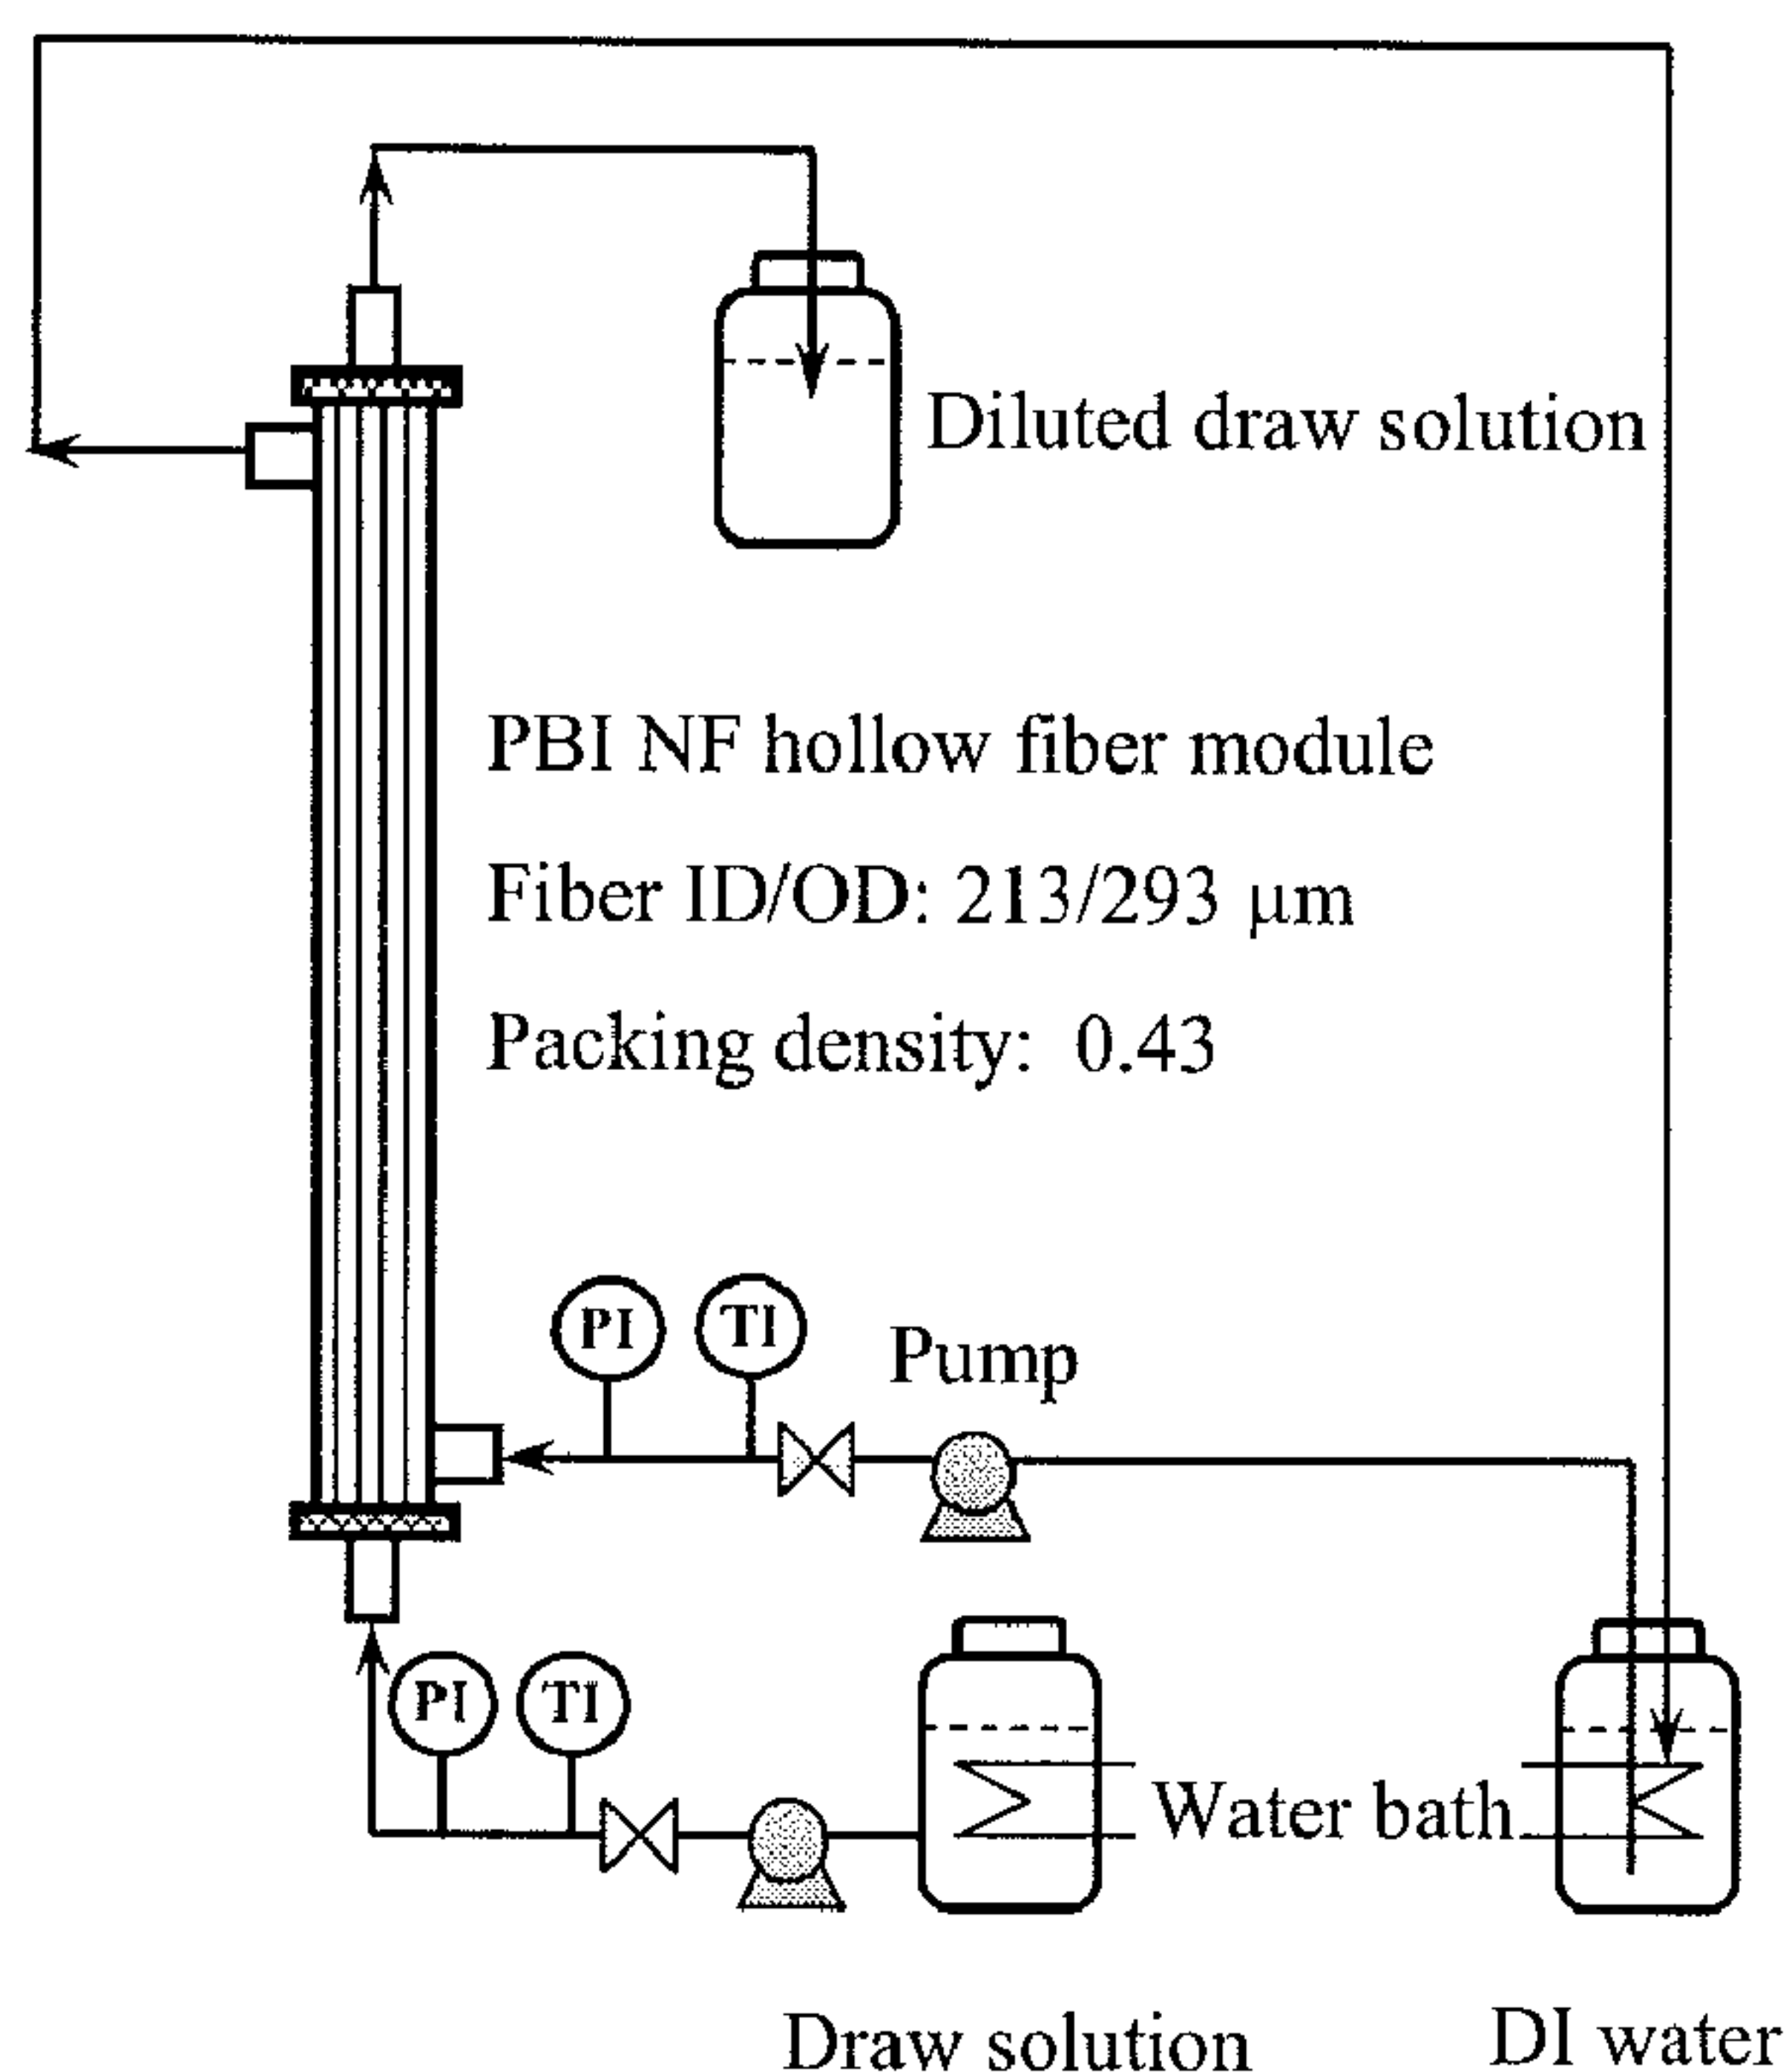 Diluted draw solution
PBI NF hollow fiber module
Fiber ID/OD: 213/293 μm
Packing density: 0.43
PI
TI
Pump
PI
TI
Water bath
Draw solution
DI water